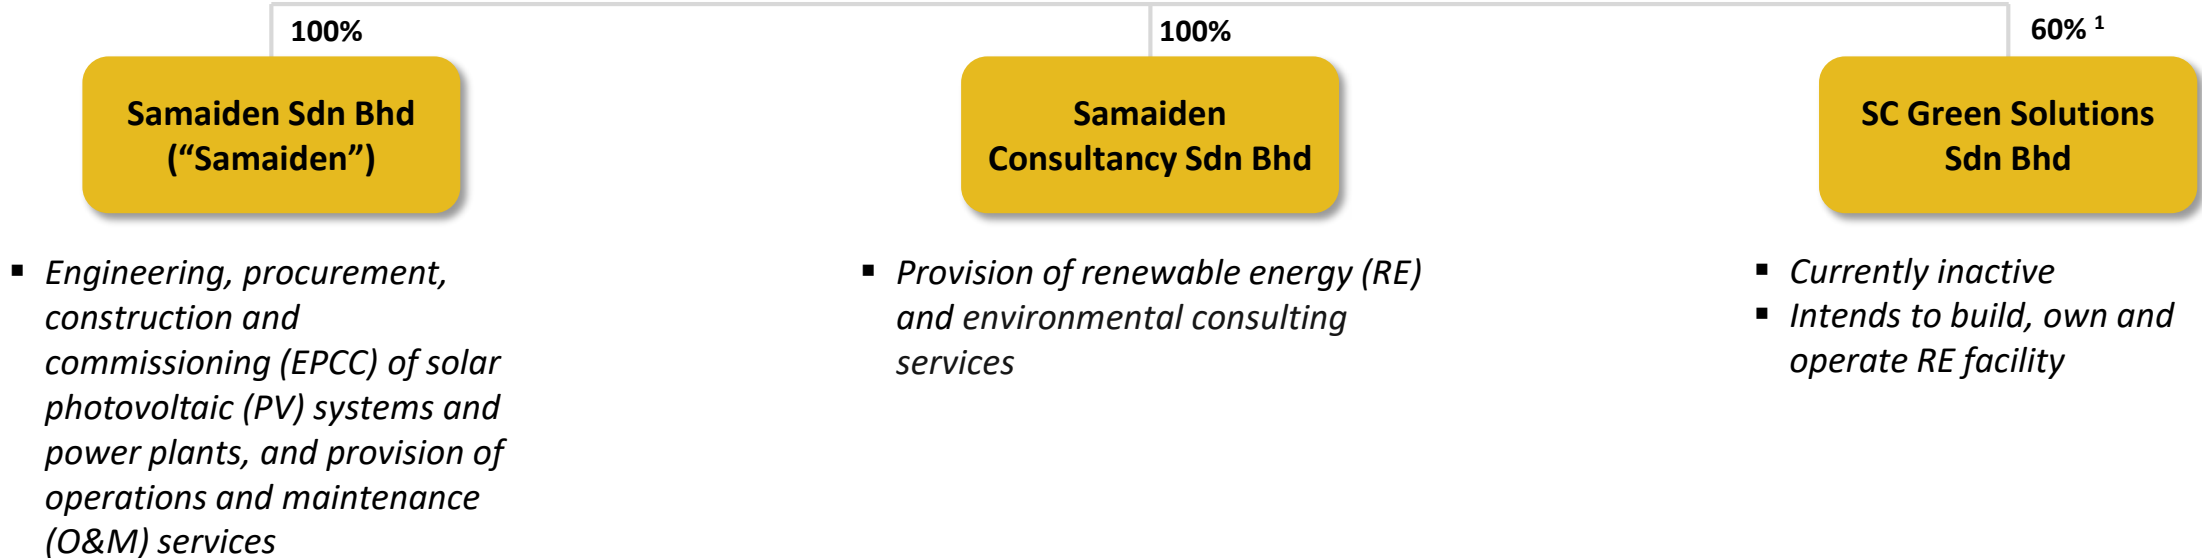 100%
100%
60% 1
Samaiden Sdn Bhd
(“Samaiden”)
Samaiden
Consultancy Sdn Bhd
SC Green Solutions
Sdn Bhd
▪ Engineering, procurement,
construction and
commissioning (EPCC) of solar
photovoltaic (PV) systems and
power plants, and provision of
operations and maintenance
(O&M) services
▪ Provision of renewable energy (RE)
and environmental consulting
services
▪ Currently inactive
▪ Intends to build, own and
operate RE facility